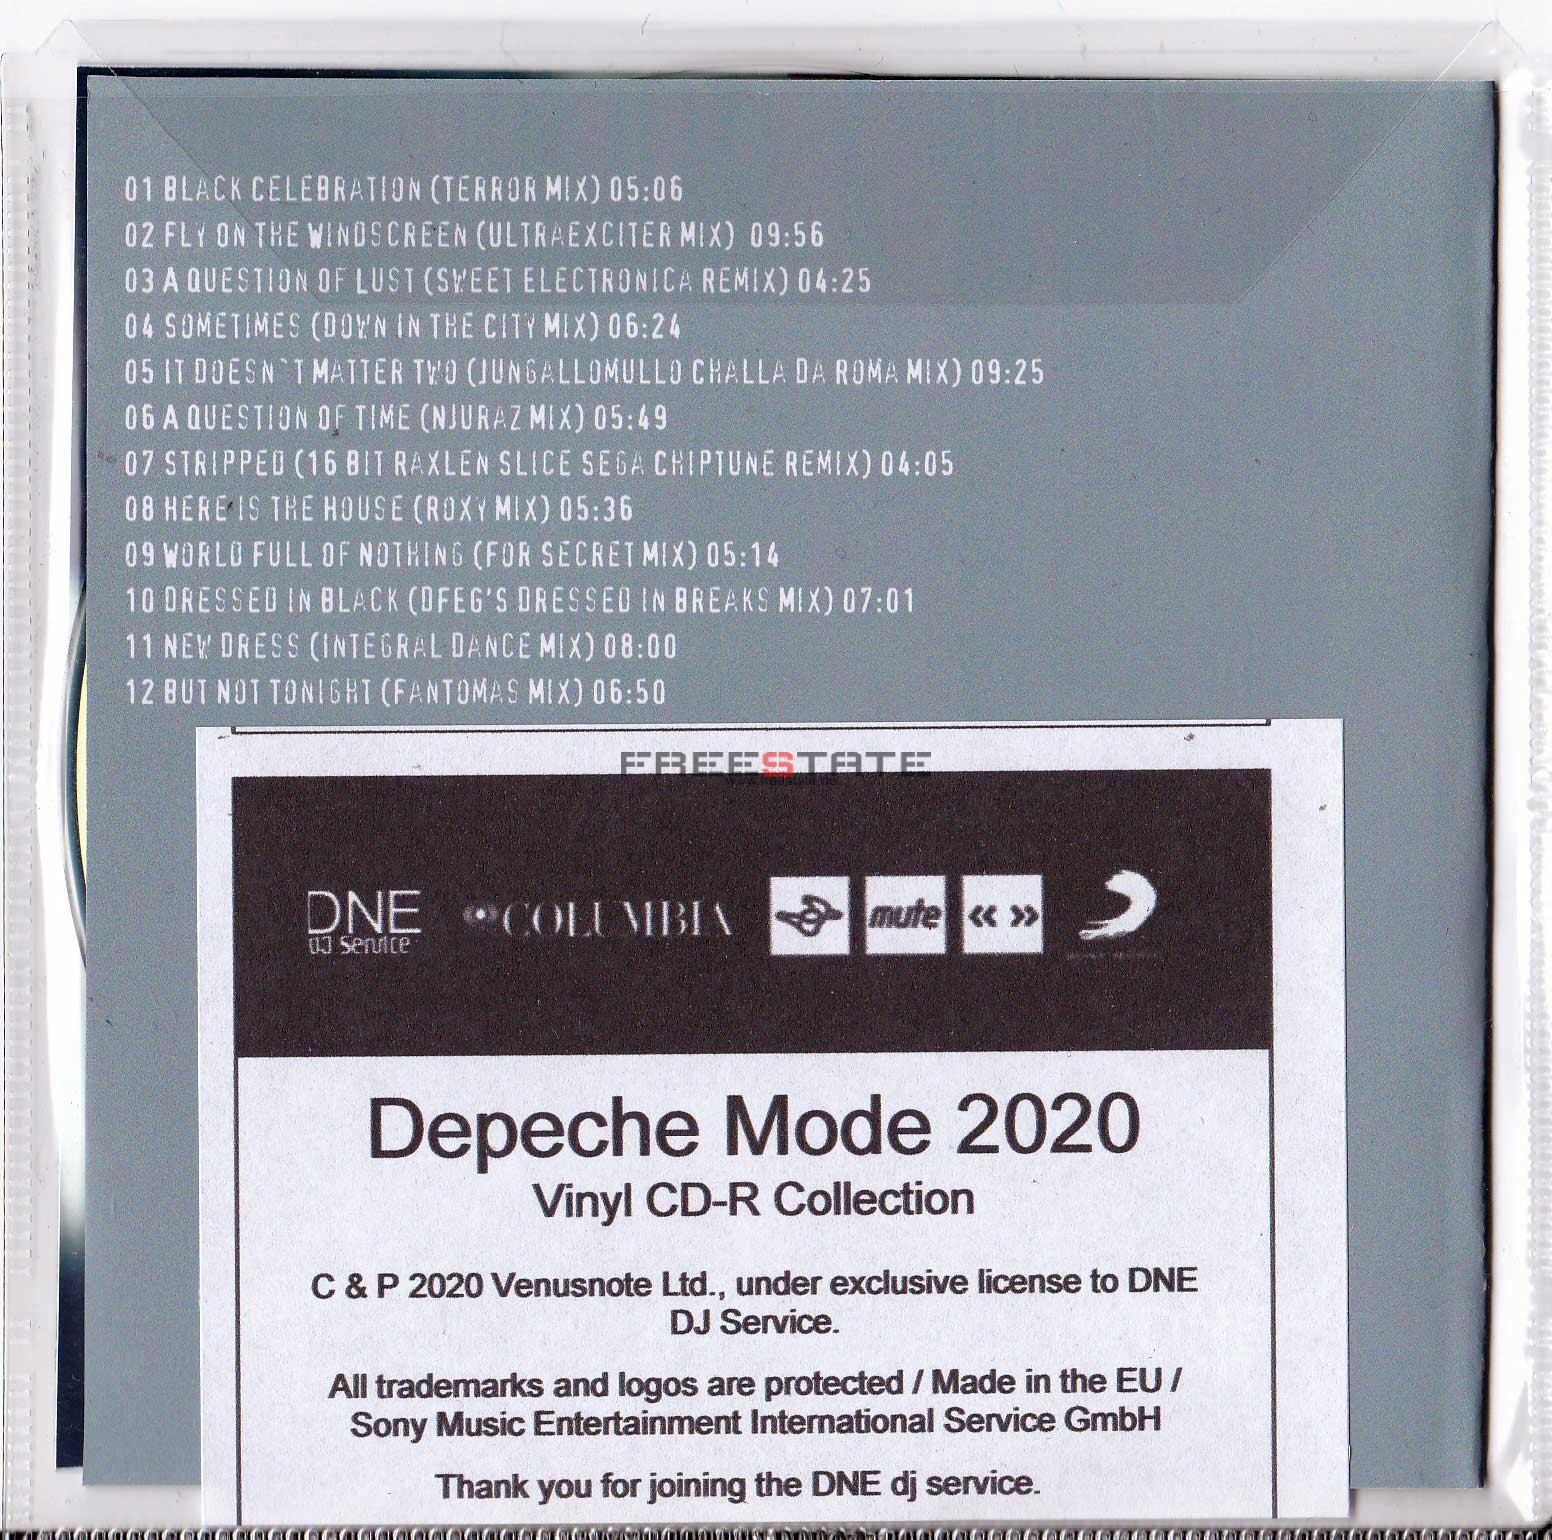 01 BLACK CELEBRATION (TERROR MIX) 05:06
02 FLY ON THE WINDSCREEN (ULTRAEXCITER MIX) 09:56
03 A QUESTION OF LUST (SWEET ELECTRONICA REMIX) 04:25
04 SOMETIMES (DOWN IN THE CITY MIX) 06:24
05 IT DOESN`T MATTER TWO (JUNGALLOMULLO CHALLA DA ROMA MIX) 09:25
06 A QUESTION OF TIME (NJURAZ MIX) 05:49
07 STRIPPED (16 BIT RAXLEN SLICE SEGA CHIPTUNE REMIX) 04:05
08 HERE IS THE HOUSE (ROXY MIX) 05:36
09 WORLD FULL OF NOTHING (FOR SECRET MIX) 05:14
10 DRESSED IN BLACK (DFEG'S DRESSED IN BREAKS MIX) 07:01
11 NEW DRESS (INTEGRAL DANCE MIX) 08:00
12 BUT NOT TONIGHT (FANTOMAS MIX) 06:50
FREESTATE
DNE COLUMBIA mute « »
DJ Service
Depeche Mode 2020
Vinyl CD-R Collection
C & P 2020 Venusnote Ltd., under exclusive license to DNE
DJ Service.
All trademarks and logos are protected / Made in the EU /
Sony Music Entertainment International Service GmbH
Thank you for joining the DNE dj service.